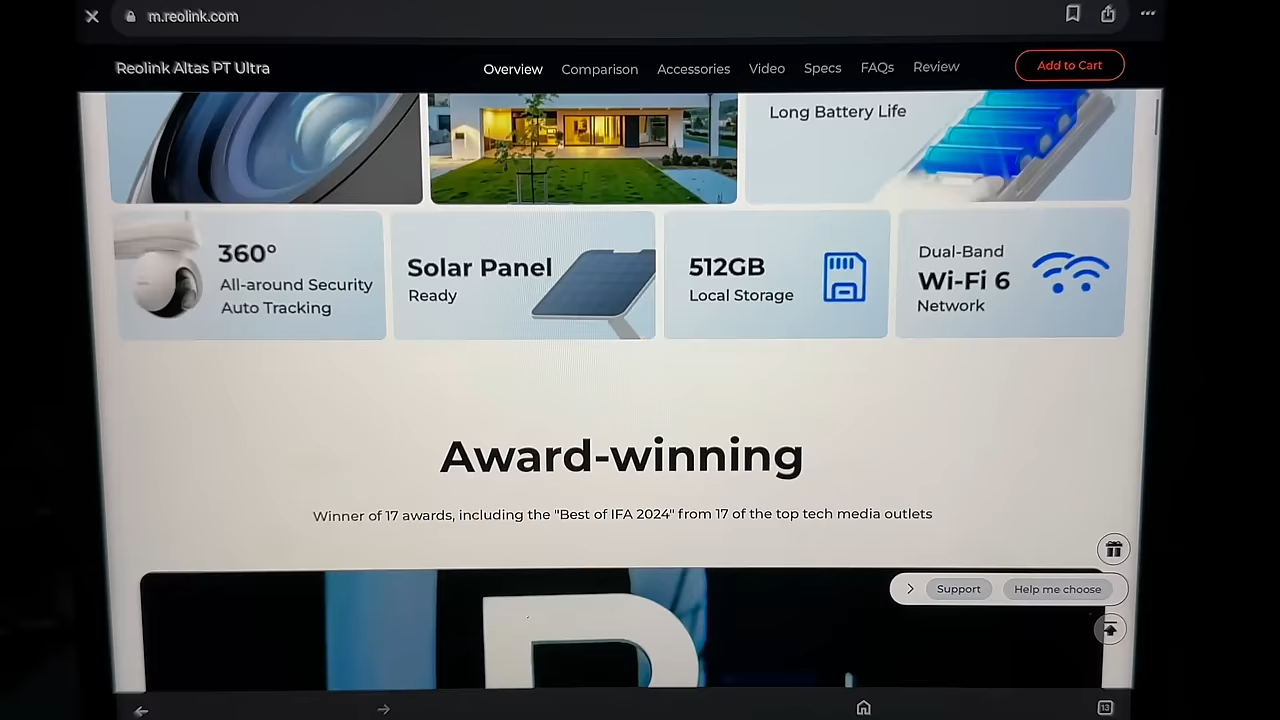 m.reolink.com
Reolink Altas PT Ultra
Overview
Comparison
Accessories
Video
Specs
FAQs
Review
Add to Cart
Long Battery Life
360°
All-around Security
Auto Tracking
Solar Panel
Ready
512GB
Local Storage
Dual-Band
Wi-Fi 6
Network
Award-winning
Winner of 17 awards, including the "Best of IFA 2024" from 17 of the top tech media outlets
Support
Help me choose
13